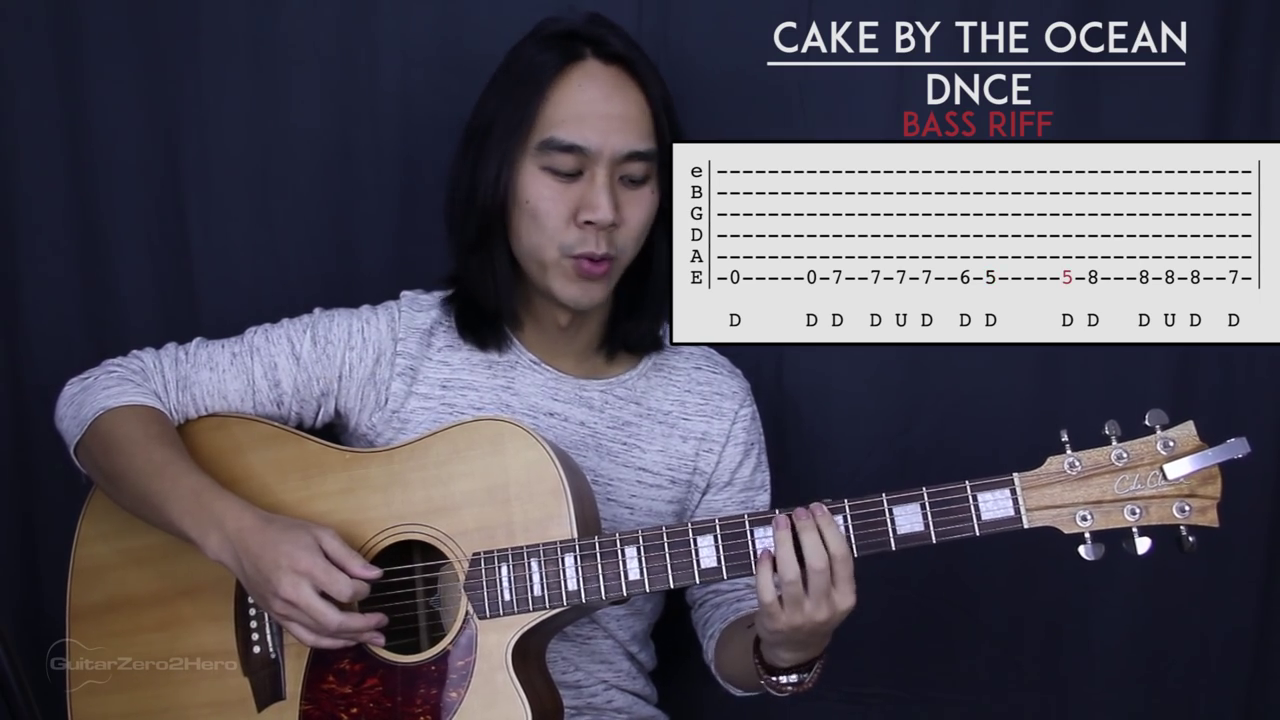 CAKE BY THE OCEAN
DNCE
BASS RIFF
e|------------------------------------------|
B|------------------------------------------|
G|------------------------------------------|
D|------------------------------------------|
A|------------------------------------------|
E|-0-----0-7--7-7-7--6-5-----5-8---8-8-8--7-|
D D D D U D D D D D D U D D
GuitarZero2Hero